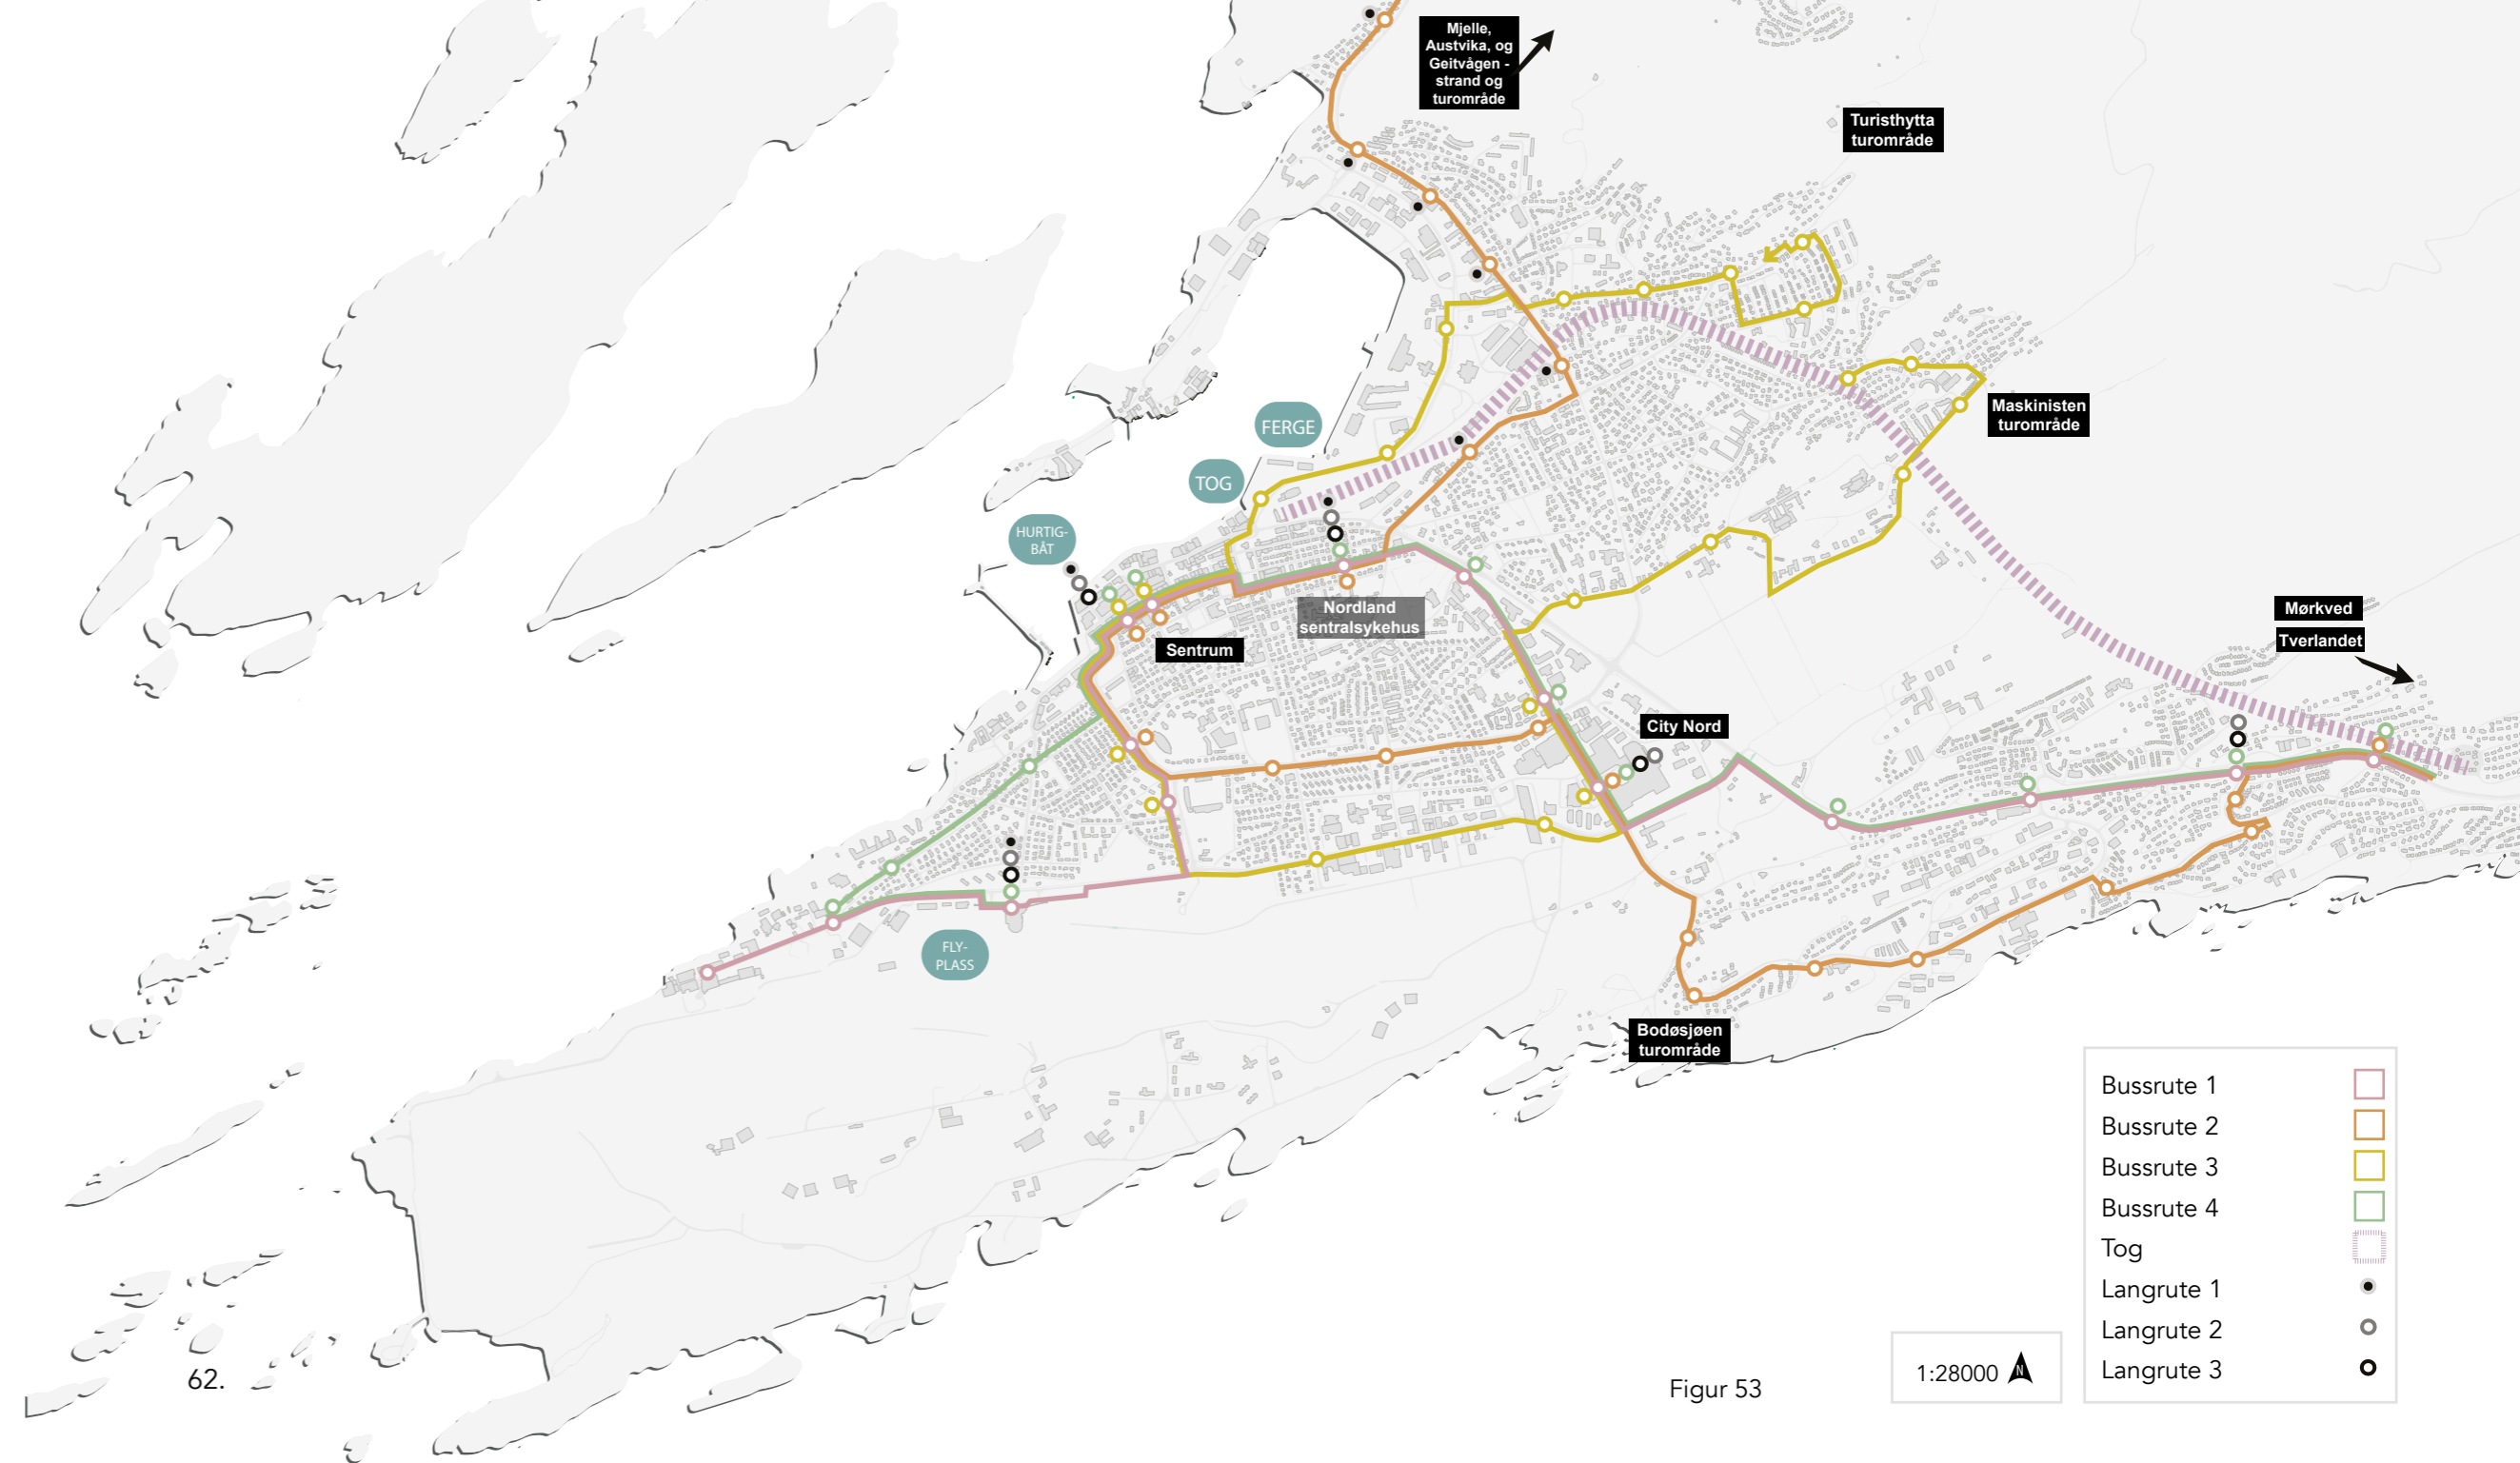 Mjelle,
Austvika, og
Geitvågen -
strand og
turområde
Turisthytta
turområde
Maskinisten
turområde
FERGE
TOG
HURTIG-
BÅT
Nordland
sentralsykehus
Sentrum
Mørkved
Tverlandet
City Nord
FLY-
PLASS
Bodøsjøen
turområde
Bussrute 1
Bussrute 2
Bussrute 3
Bussrute 4
Tog
Langrute 1
Langrute 2
Langrute 3
1:28000 N
Figur 53
62.